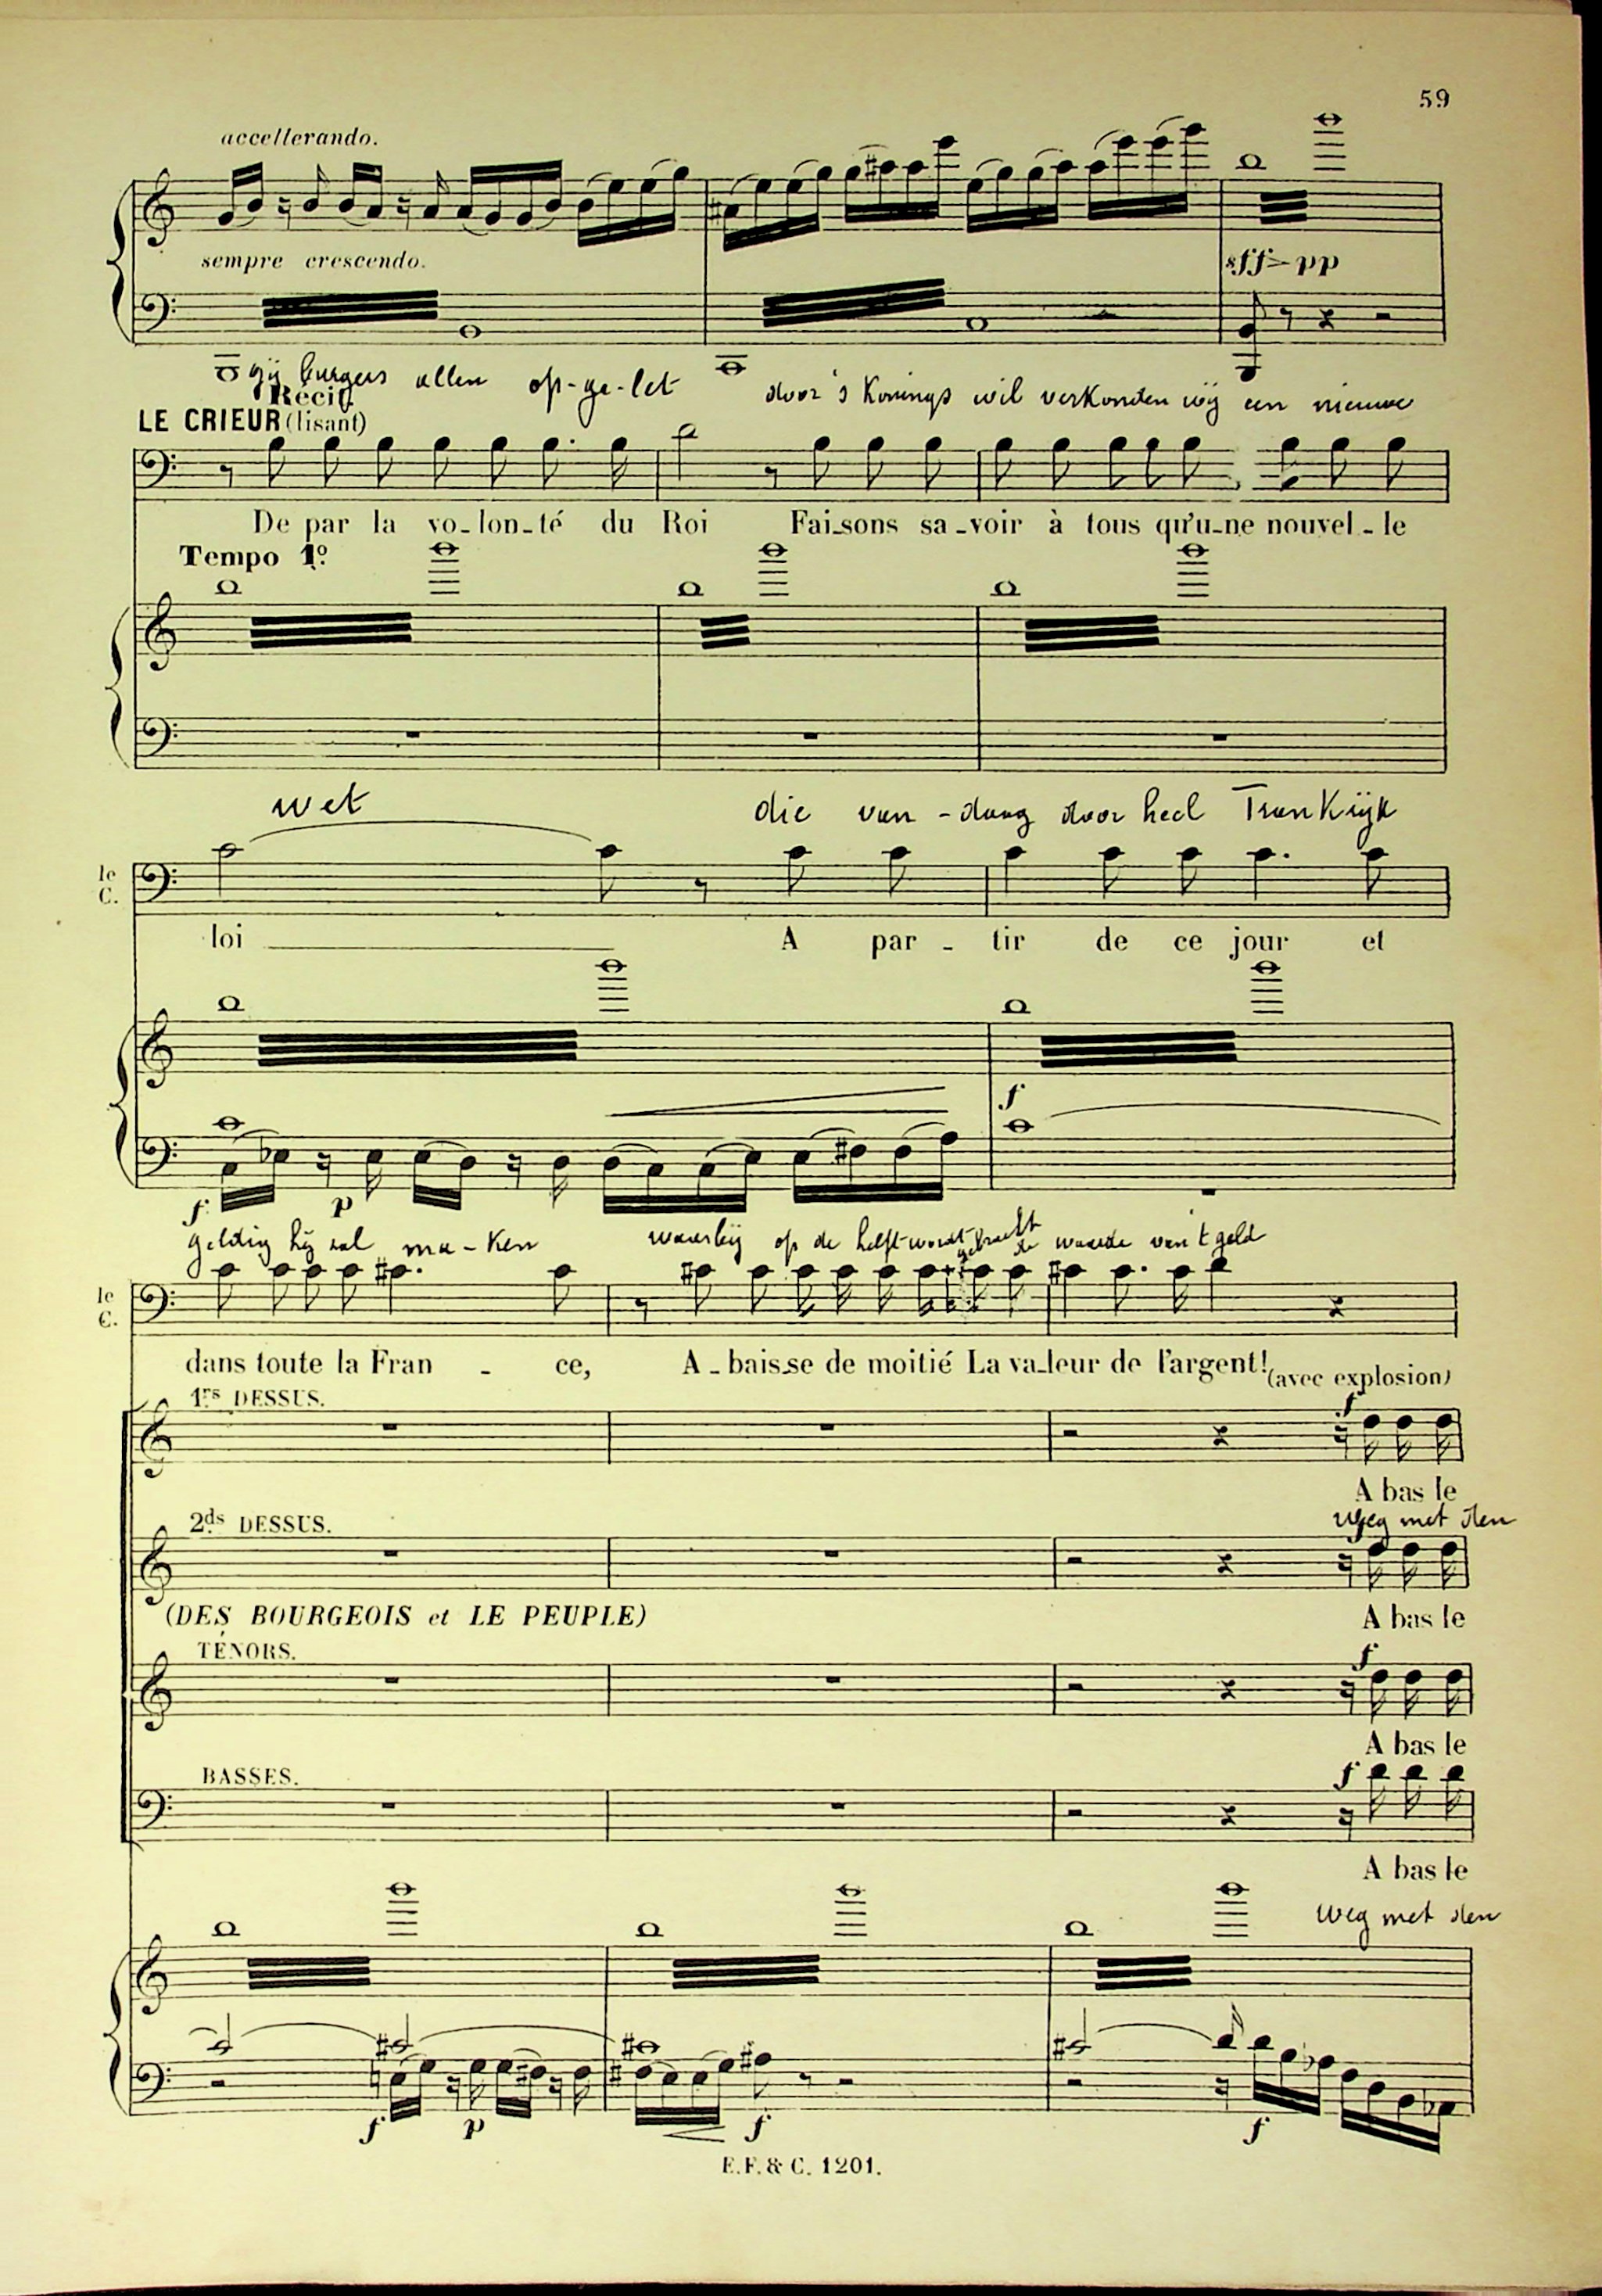 59
accellerando.
sempre crescendo.
sff > pp
gij burgers allen op-ge-let door 's Konings wil verkonden wij een nieuwe
Récit.
LE CRIEUR (lisant)
De par la vo_lon_té du Roi Fai_sons sa_voir à tous qu'u_ne nouvel_le
Tempo 1º.
wet die van-daag door heel Frankrijk
le C.
loi A par - tir de ce jour et
f
f p
geldig hij zal ma-ken waarbij op de helft wordt gebracht de waarde van 't geld
le C.
dans toute la Fran - ce, A_bais_se de moitié La va_leur de l'argent!
(avec explosion)
1rs DESSUS.
f
A bas le
weg met den
2ds DESSUS.
(DES BOURGEOIS et LE PEUPLE) A bas le
TÉNORS.
f
A bas le
BASSES.
f
A bas le
weg met den
f p f f
E.F. & C. 1201.